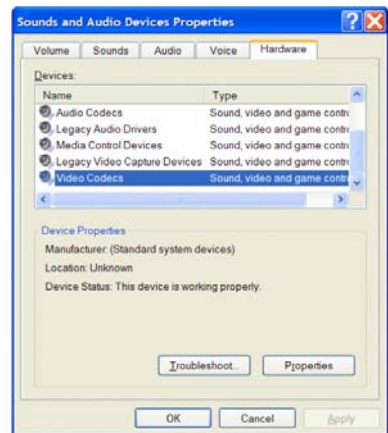 Sounds and Audio Devices Properties
Volume Sounds Audio Voice Hardware
Devices:
Name Type
Audio Codecs Sound, video and game contr
Legacy Audio Drivers Sound, video and game contr
Media Control Devices Sound, video and game contr
Legacy Video Capture Devices Sound, video and game contr
Video Codecs Sound, video and game contr
Device Properties
Manufacturer: (Standard system devices)
Location: Unknown
Device Status: This device is working properly.
Troubleshoot... Properties
OK Cancel Apply